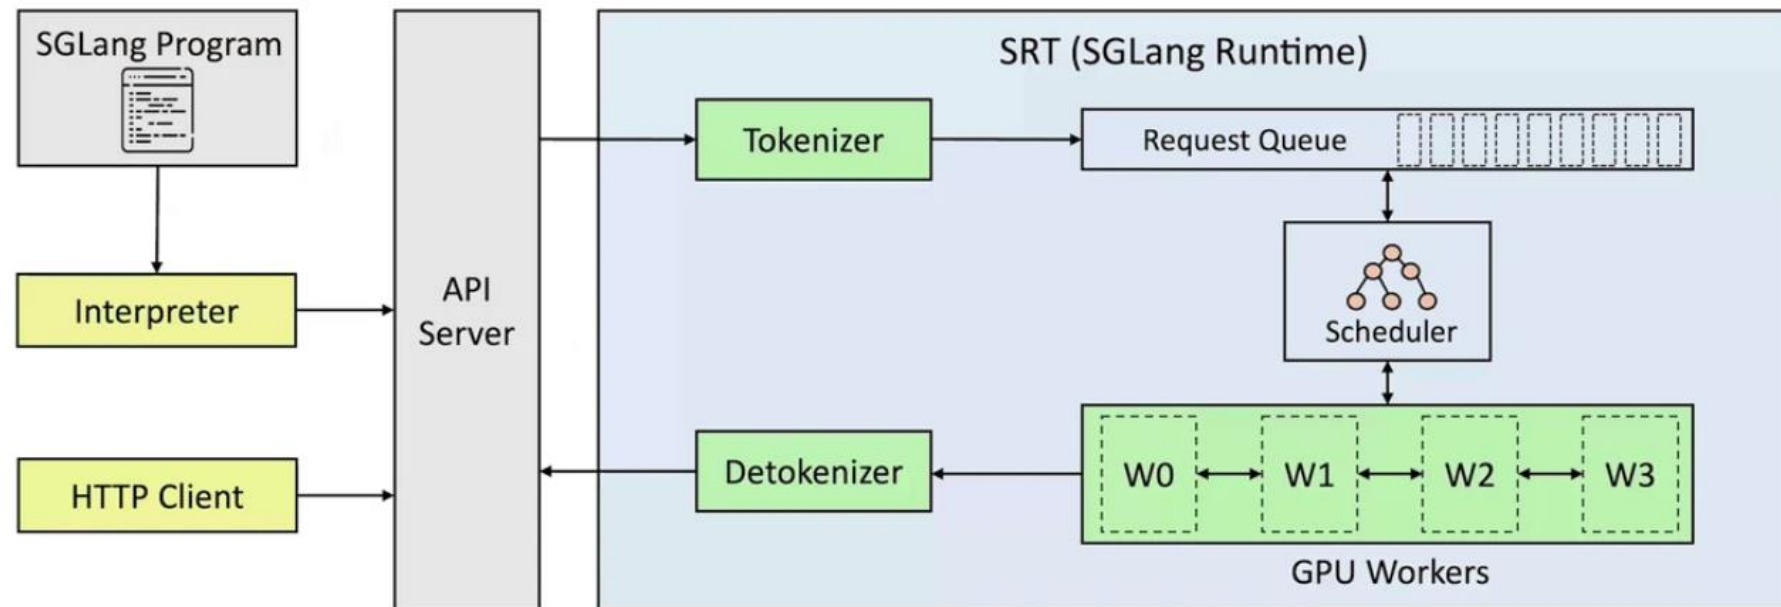 SGLang Program
Interpreter
HTTP Client
API
Server
SRT (SGLang Runtime)
Tokenizer
Request Queue
Scheduler
Detokenizer
W0
W1
W2
W3
GPU Workers